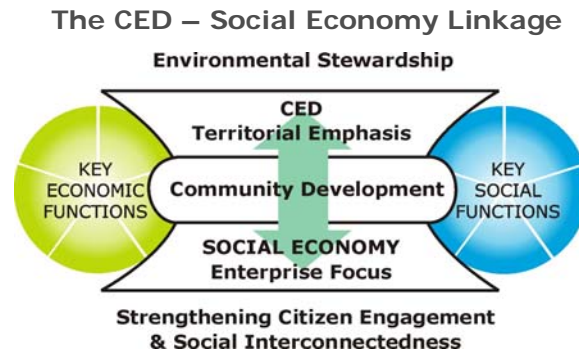 The CED – Social Economy Linkage
Environmental Stewardship
CED
Territorial Emphasis
KEY
ECONOMIC
FUNCTIONS
Community Development
KEY
SOCIAL
FUNCTIONS
SOCIAL ECONOMY
Enterprise Focus
Strengthening Citizen Engagement
& Social Interconnectedness